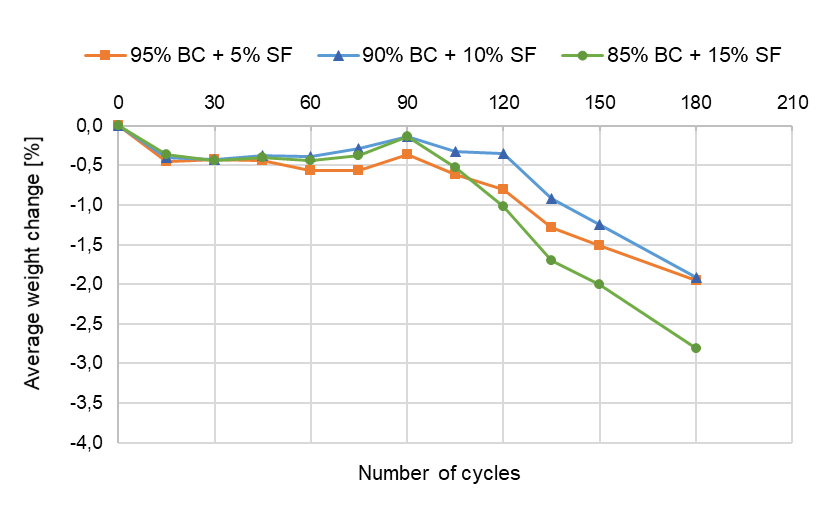 95% BC + 5% SF 90% BC + 10% SF 85% BC + 15% SF
0 30 60 90 120 150 180 210
0,0
-0,5
-1,0
-1,5
-2,0
-2,5
-3,0
-3,5
-4,0
Average weight change [%]
Number of cycles